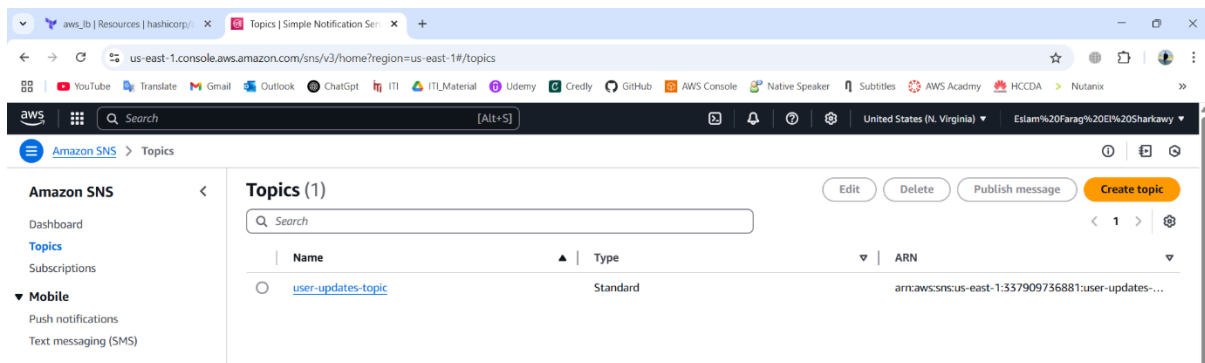 aws_lb | Resources | hashicorp/a
Topics | Simple Notification Ser
us-east-1.console.aws.amazon.com/sns/v3/home?region=us-east-1#/topics
YouTube Translate Gmail Outlook ChatGpt ITI ITI_Material Udemy Credly GitHub AWS Console Native Speaker Subtitles AWS Acadmy HCCDA Nutanix
aws Search [Alt+S] United States (N. Virginia) Eslam%20Farag%20El%20Sharkawy
Amazon SNS > Topics
Amazon SNS
Dashboard
Topics
Subscriptions
Mobile
Push notifications
Text messaging (SMS)
Topics (1)
Edit Delete Publish message Create topic
Search
1
Name Type ARN
user-updates-topic Standard arn:aws:sns:us-east-1:337909736881:user-updates-...